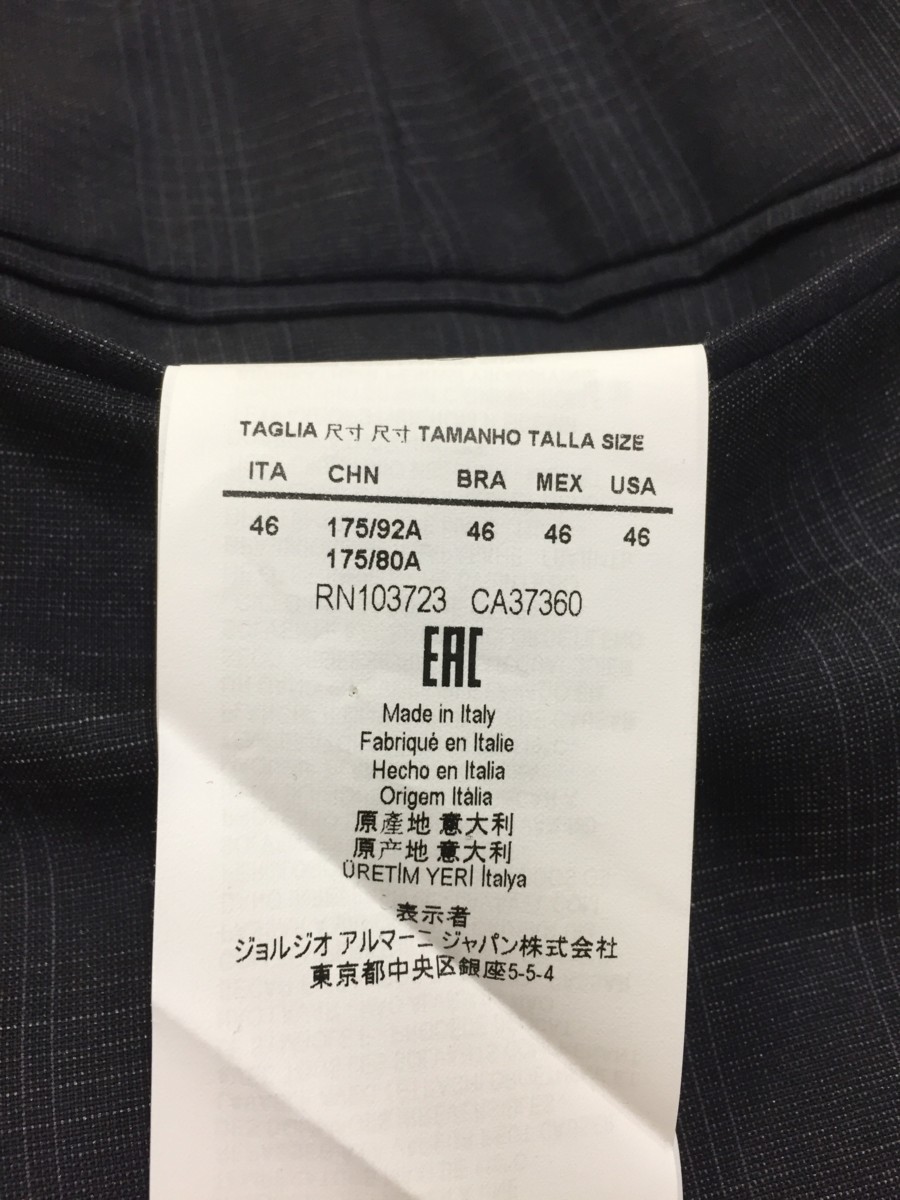 TAGLIA 尺寸 尺寸 TAMANHO TALLA SIZE
ITA CHN BRA MEX USA
46 175/92A 46 46 46
175/80A
RN103723 CA37360
EAC
Made in Italy
Fabriqué en Italie
Hecho en Italia
Origem Itália
原產地 意大利
原产地 意大利
ÜRETİM YERİ İtalya
表示者
ジョルジオ アルマーニ ジャパン株式会社
東京都中央区銀座5-5-4